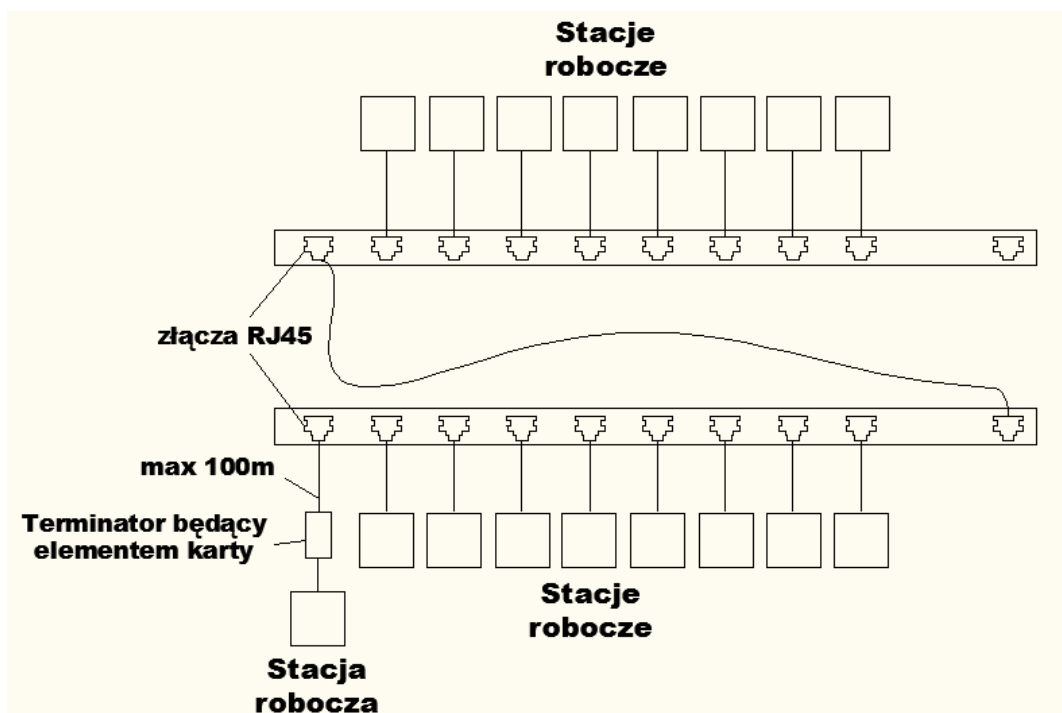 Stacje
robocze
złącza RJ45
max 100m
Terminator będący
elementem karty
Stacje
robocze
Stacja
robocza